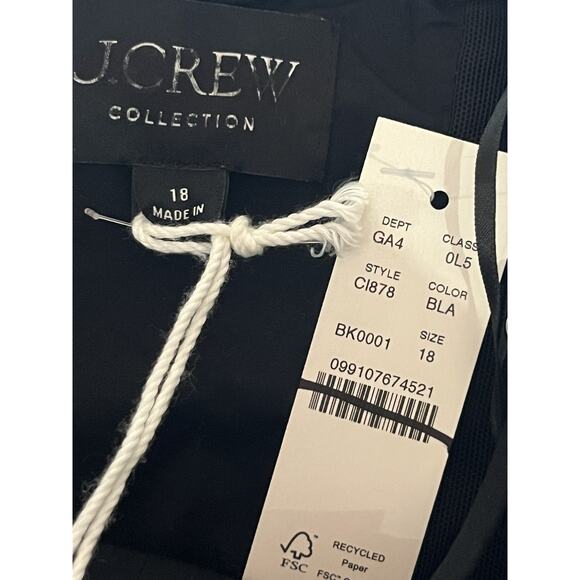 J.CREW
COLLECTION
18
MADE IN
DEPT CLASS
GA4 0L5
STYLE COLOR
CI878 BLA
BK0001 SIZE
18
099107674521
FSC
RECYCLED
Paper
FSC